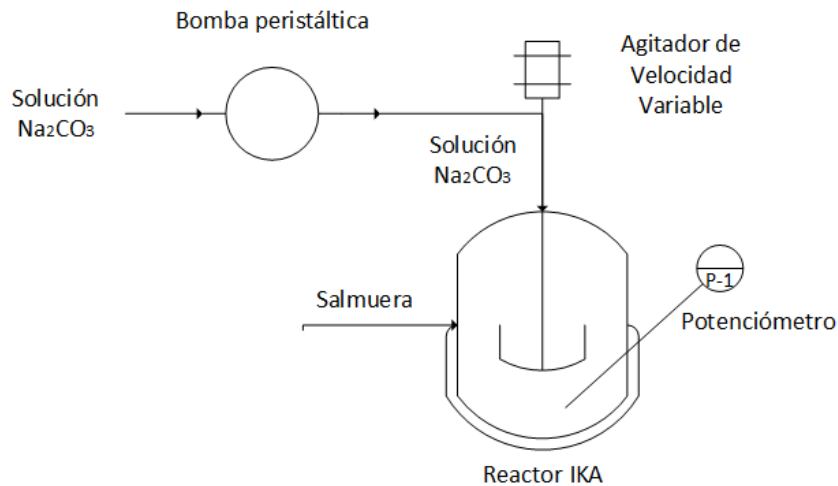 Bomba peristáltica
Agitador de
Velocidad
Variable
Solución
Na₂CO₃
Solución
Na₂CO₃
Salmuera
P-1
Potenciómetro
Reactor IKA